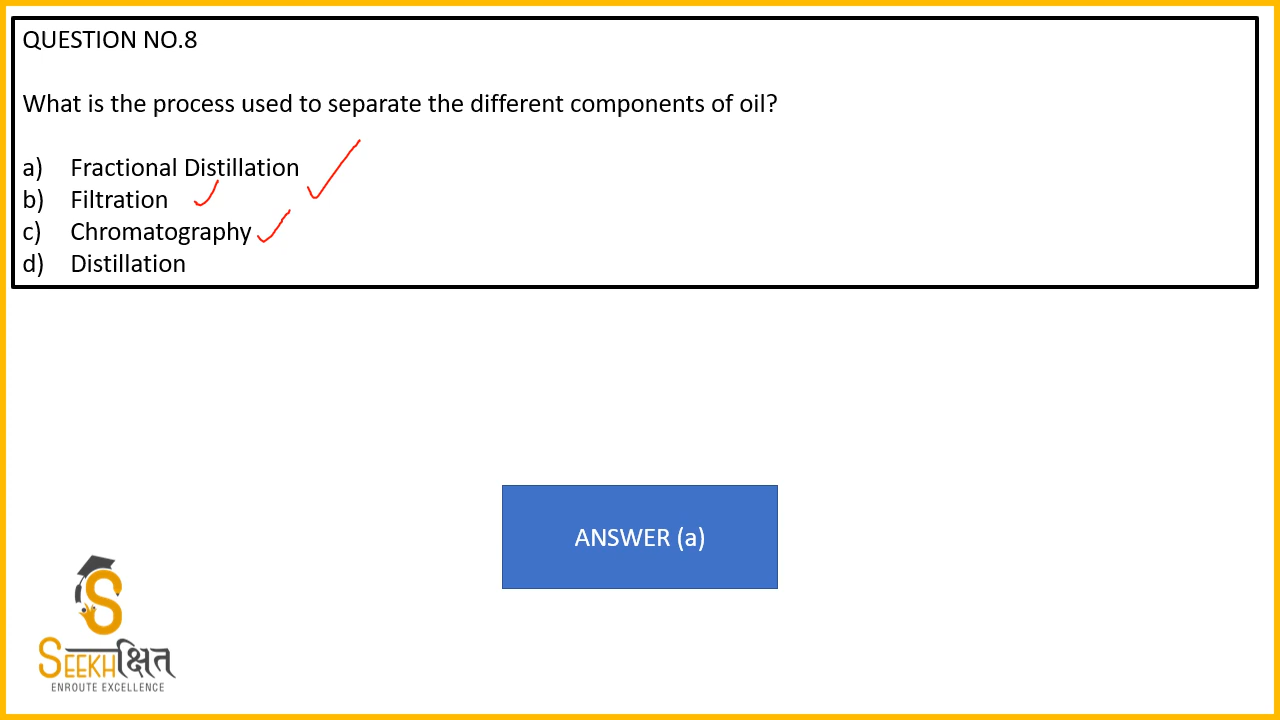 QUESTION NO.8
What is the process used to separate the different components of oil?
a) Fractional Distillation
b) Filtration
c) Chromatography
d) Distillation
ANSWER (a)
S
SEEKHक्षित
ENROUTE EXCELLENCE